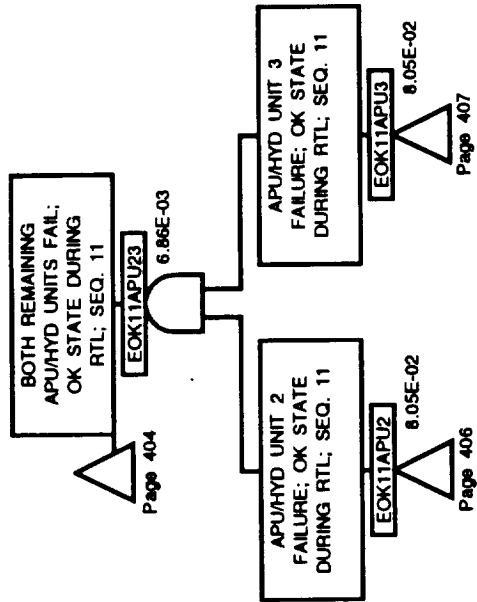 BOTH REMAINING
APU/HYD UNITS FAIL;
OK STATE DURING
RTL; SEQ. 11
Page 404
EOK11APU23
6.86E-03
APU/HYD UNIT 2
FAILURE; OK STATE
DURING RTL; SEQ. 11
EOK11APU2
8.05E-02
Page 406
APU/HYD UNIT 3
FAILURE; OK STATE
DURING RTL; SEQ. 11
EOK11APU3
8.05E-02
Page 407